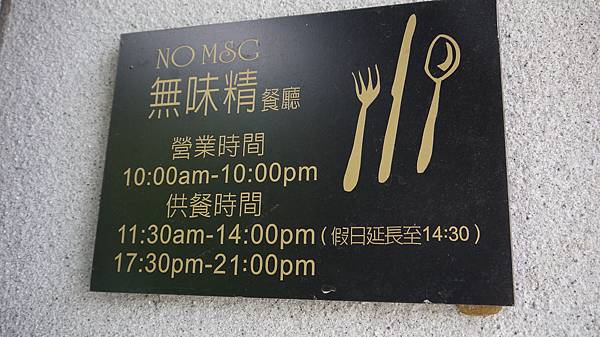 NO MSG
無味精餐廳
營業時間
10:00am-10:00pm
供餐時間
11:30am-14:00pm(假日延長至14:30)
17:30pm-21:00pm